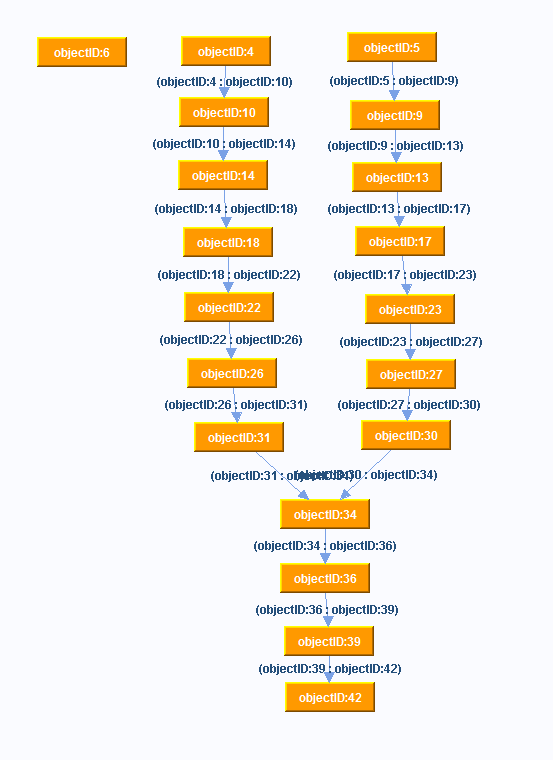 objectID:6
objectID:4
objectID:5
(objectID:4 : objectID:10)
(objectID:5 : objectID:9)
objectID:10
objectID:9
(objectID:10 : objectID:14)
(objectID:9 : objectID:13)
objectID:14
objectID:13
(objectID:14 : objectID:18)
(objectID:13 : objectID:17)
objectID:18
objectID:17
(objectID:18 : objectID:22)
(objectID:17 : objectID:23)
objectID:22
objectID:23
(objectID:22 : objectID:26)
(objectID:23 : objectID:27)
objectID:26
objectID:27
(objectID:26 : objectID:31)
(objectID:27 : objectID:30)
objectID:31
objectID:30
(objectID:31 : objectID:34)
(objectID:30 : objectID:34)
objectID:34
(objectID:34 : objectID:36)
objectID:36
(objectID:36 : objectID:39)
objectID:39
(objectID:39 : objectID:42)
objectID:42